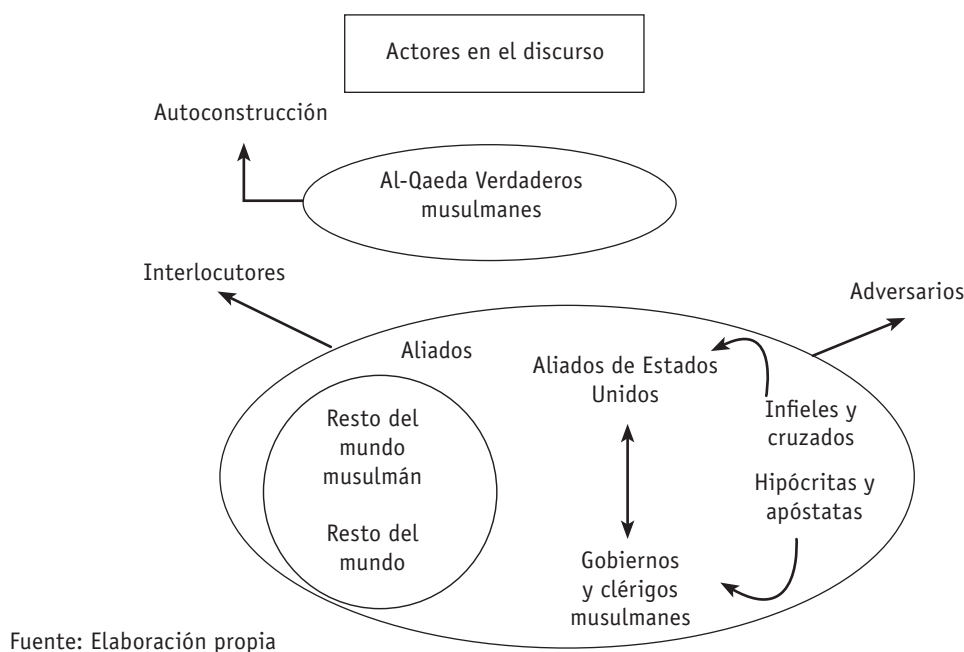 Actores en el discurso
Autoconstrucción
Al-Qaeda Verdaderos
musulmanes
Interlocutores
Adversarios
Aliados
Aliados de Estados
Unidos
Resto del
mundo
musulmán
Infieles y
cruzados
Hipócritas y
apóstatas
Resto del
mundo
Gobiernos
y clérigos
musulmanes
Fuente: Elaboración propia